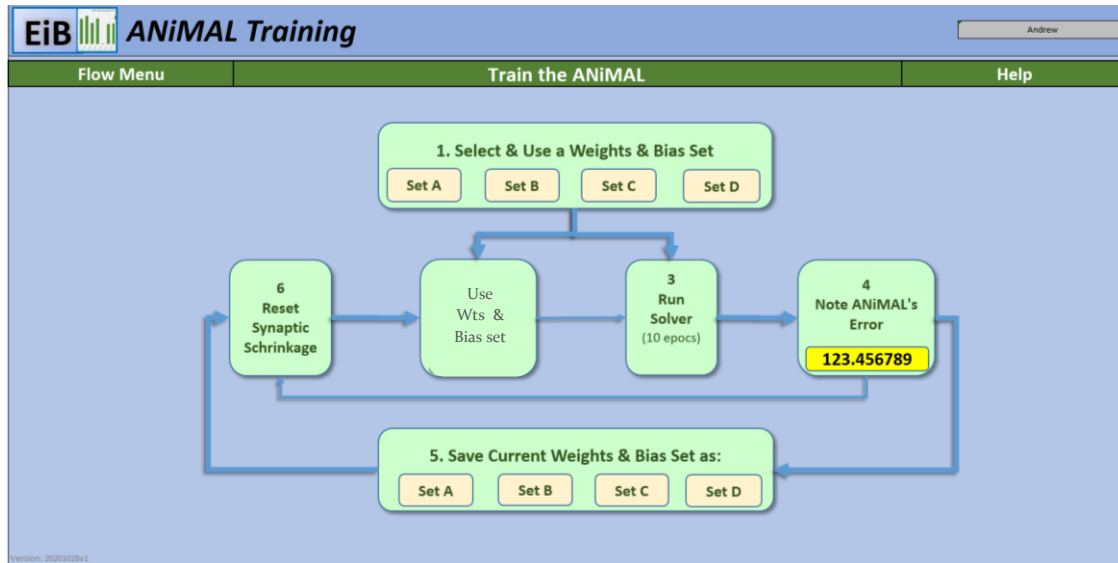 EiB ANiMAL Training
Andrew
Flow Menu Train the ANiMAL Help
1. Select & Use a Weights & Bias Set
Set A Set B Set C Set D
6
Reset
Synaptic
Schrinkage
Use
Wts & 
Bias set
3
Run
Solver
(10 epocs)
4
Note ANiMAL's
Error
123.456789
5. Save Current Weights & Bias Set as:
Set A Set B Set C Set D
Version: 20201028v1